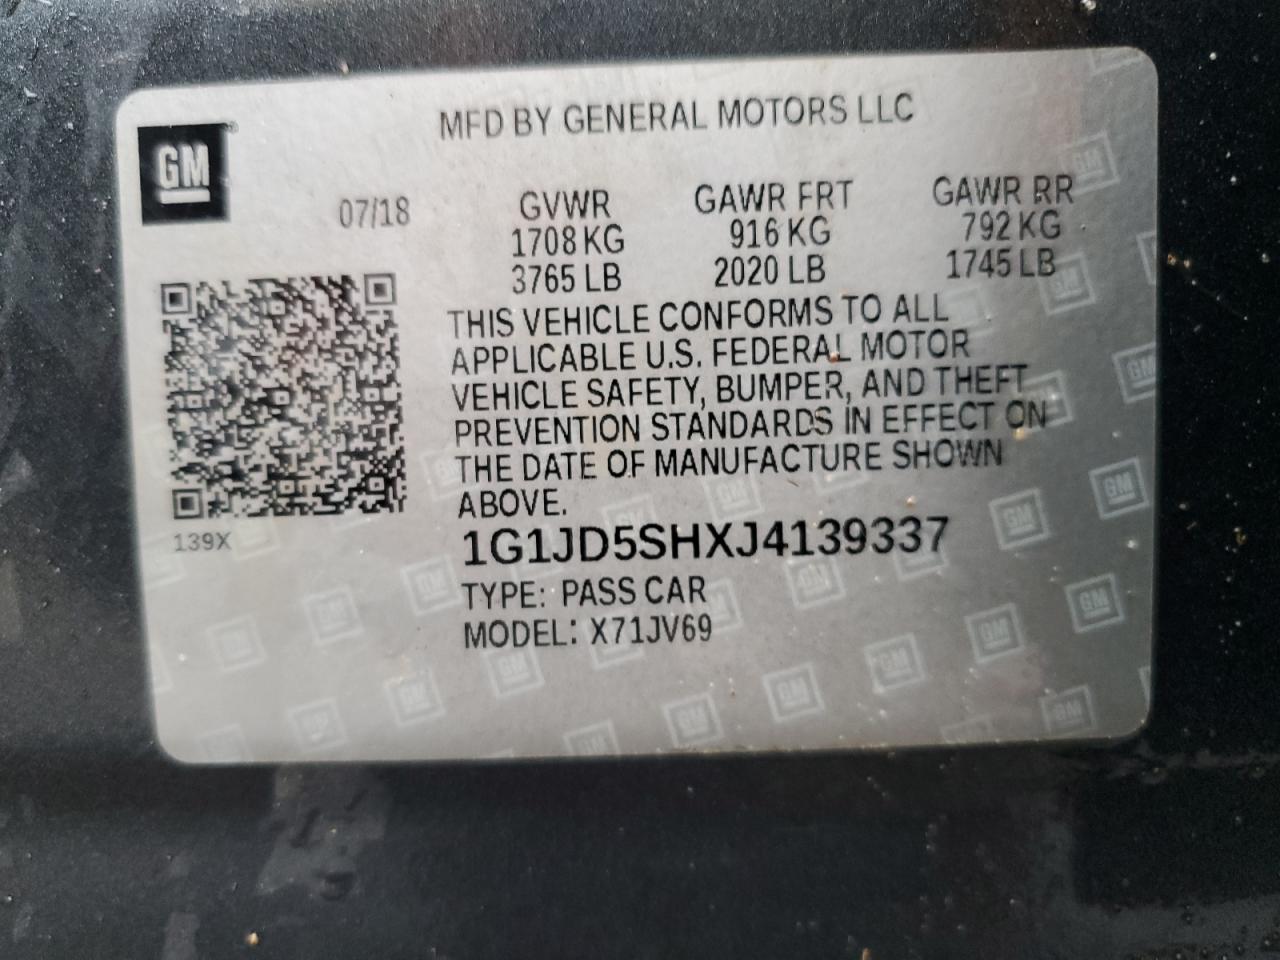 MFD BY GENERAL MOTORS LLC
GM
07/18
GVWR GAWR FRT GAWR RR
1708 KG 916 KG 792 KG
3765 LB 2020 LB 1745 LB
THIS VEHICLE CONFORMS TO ALL
APPLICABLE U.S. FEDERAL MOTOR
VEHICLE SAFETY, BUMPER, AND THEFT
PREVENTION STANDARDS IN EFFECT ON
THE DATE OF MANUFACTURE SHOWN
ABOVE.
139X
1G1JD5SHXJ4139337
TYPE: PASS CAR
MODEL: X71JV69